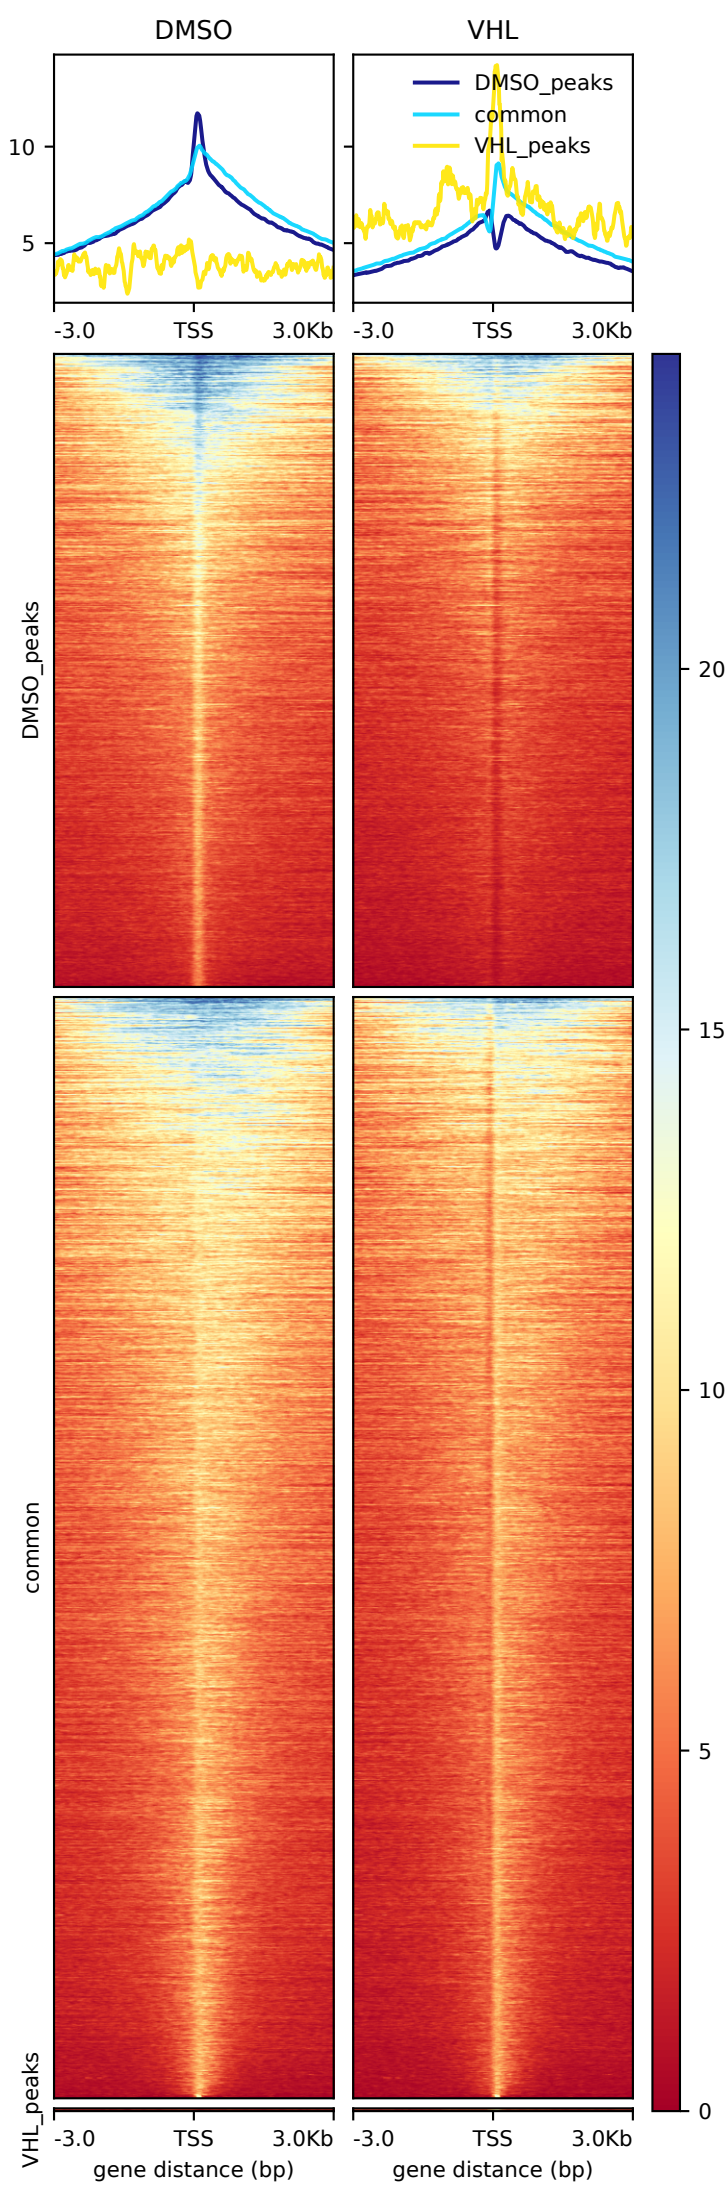 DMSO VHL
DMSO_peaks
common
VHL_peaks
10
5
-3.0 TSS 3.0Kb -3.0 TSS 3.0Kb
DMSO_peaks
20
15
10
common
5
VHL_peaks
0
-3.0 TSS 3.0Kb -3.0 TSS 3.0Kb
gene distance (bp) gene distance (bp)